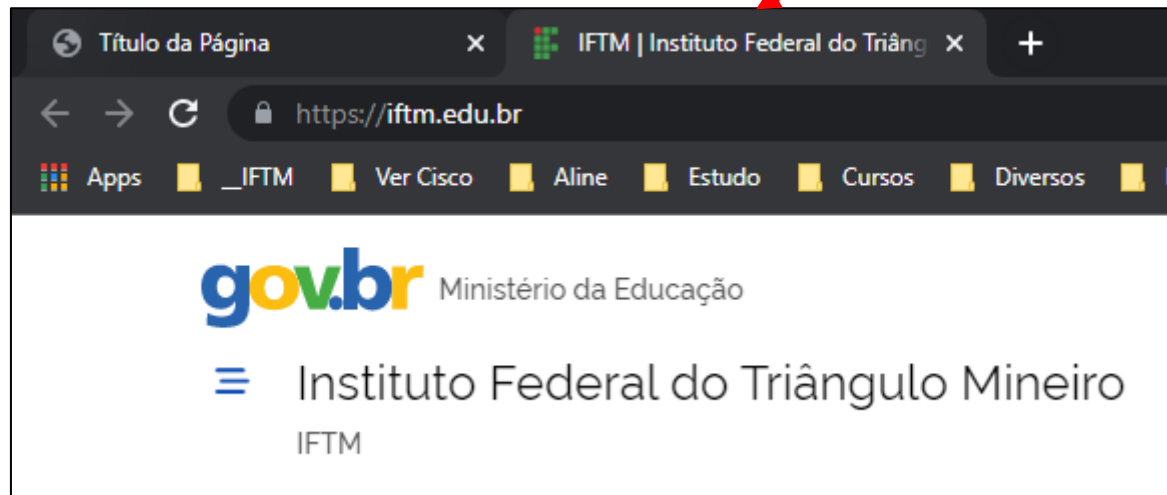 Título da Página
IFTM | Instituto Federal do Triâng
https://iftm.edu.br
Apps __IFTM Ver Cisco Aline Estudo Cursos Diversos
gov.br Ministério da Educação
Instituto Federal do Triângulo Mineiro
IFTM